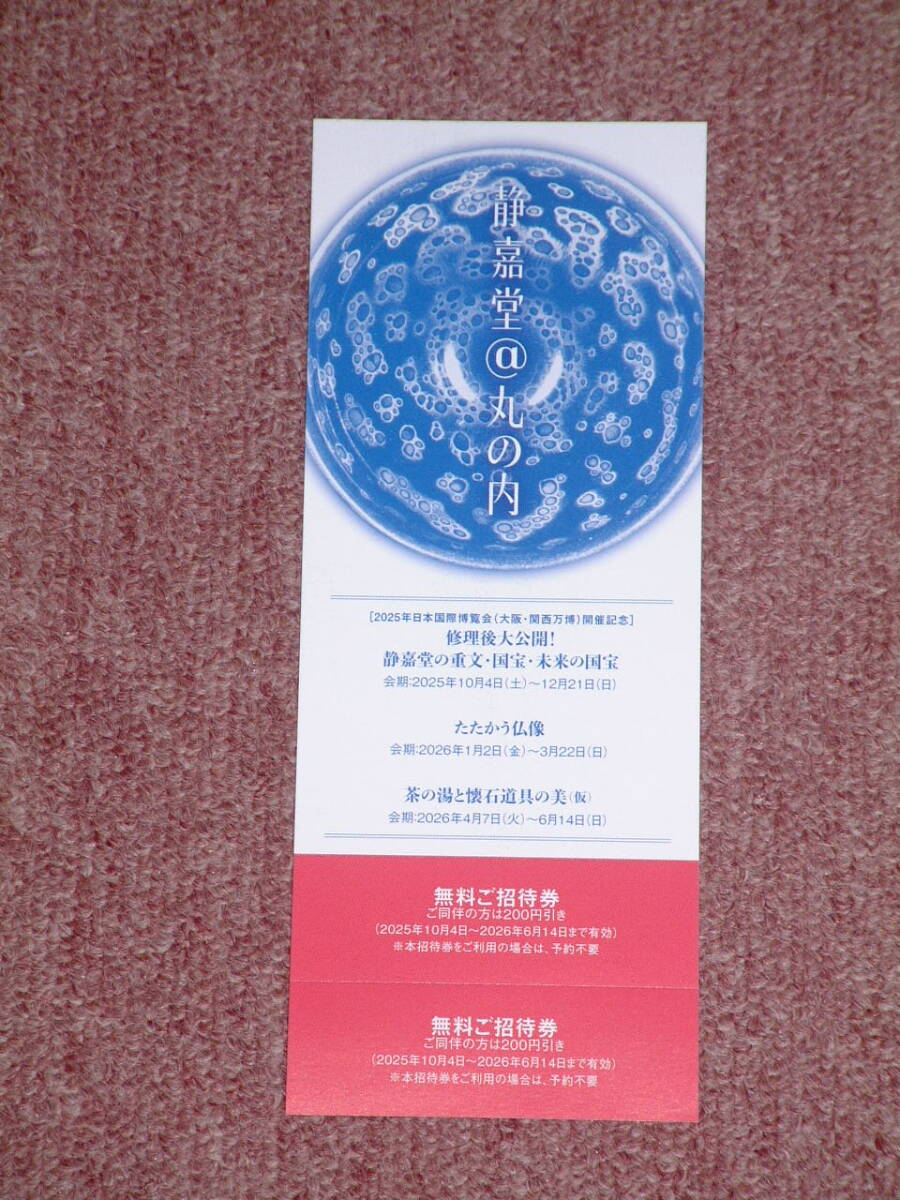 静嘉堂@丸の内
[2025年日本国際博覧会(大阪・関西万博)開催記念]
修理後大公開!
静嘉堂の重文・国宝・未来の国宝
会期:2025年10月4日(土)～12月21日(日)
たたかう仏像
会期:2026年1月2日(金)～3月22日(日)
茶の湯と懐石道具の美(仮)
会期:2026年4月7日(火)～6月14日(日)
無料ご招待券
ご同伴の方は200円引き
(2025年10月4日～2026年6月14日まで有効)
※本招待券をご利用の場合は、予約不要
無料ご招待券
ご同伴の方は200円引き
(2025年10月4日～2026年6月14日まで有効)
※本招待券をご利用の場合は、予約不要